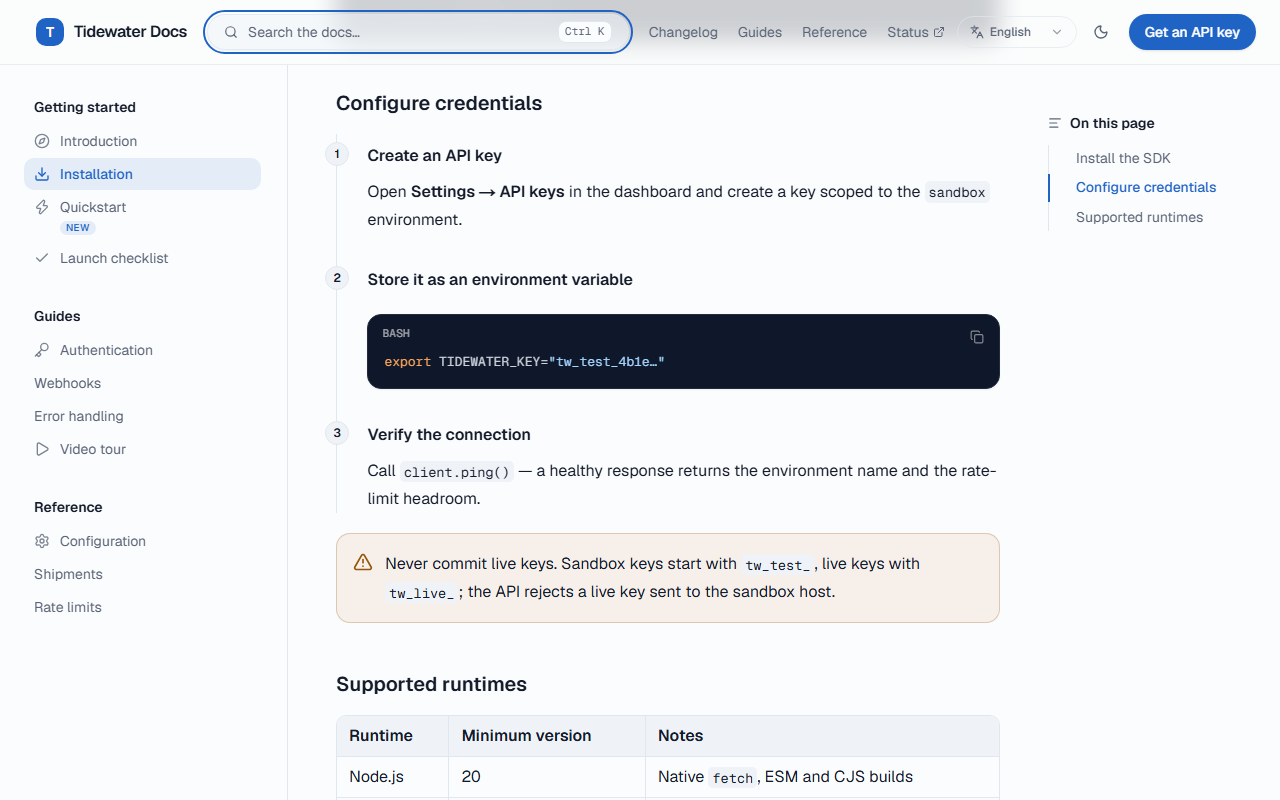 T Tidewater Docs
Search the docs…
Ctrl K
Changelog
Guides
Reference
Status
English
Get an API key
Getting started
Introduction
Installation
Quickstart
NEW
Launch checklist
Guides
Authentication
Webhooks
Error handling
Video tour
Reference
Configuration
Shipments
Rate limits
Configure credentials
1
Create an API key
Open Settings → API keys in the dashboard and create a key scoped to the sandbox
environment.
2
Store it as an environment variable
BASH
export TIDEWATER_KEY="tw_test_4b1e…"
3
Verify the connection
Call client.ping() — a healthy response returns the environment name and the rate-
limit headroom.
Never commit live keys. Sandbox keys start with tw_test_, live keys with
tw_live_; the API rejects a live key sent to the sandbox host.
Supported runtimes
Runtime Minimum version Notes
Node.js 20 Native fetch, ESM and CJS builds
On this page
Install the SDK
Configure credentials
Supported runtimes